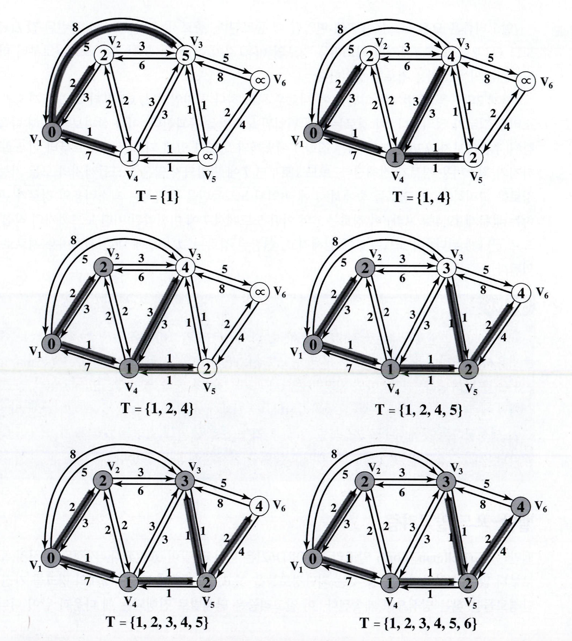 8
V2 3 V3
5 2 6 5 5
8 ∞ V6
2 3 2 2 3 3 1 1 2 4
0 1
V1 7 1 1 1 ∞
V4 V5
T = {1}
8
V2 3 V3
5 2 6 4 5
8 ∞ V6
2 3 2 2 3 3 1 1 2 4
0 1
V1 7 1 1 1 2
V4 V5
T = {1, 4}
8
V2 3 V3
5 2 6 4 5
8 ∞ V6
2 3 2 2 3 3 1 1 2 4
0 1
V1 7 1 1 1 2
V4 V5
T = {1, 2, 4}
8
V2 3 V3
5 2 6 3 5
8 4 V6
2 3 2 2 3 3 1 1 2 4
0 1
V1 7 1 1 1 2
V4 V5
T = {1, 2, 4, 5}
8
V2 3 V3
5 2 6 3 5
8 4 V6
2 3 2 2 3 3 1 1 2 4
0 1
V1 7 1 1 1 2
V4 V5
T = {1, 2, 3, 4, 5}
8
V2 3 V3
5 2 6 3 5
8 4 V6
2 3 2 2 3 3 1 1 2 4
0 1
V1 7 1 1 1 2
V4 V5
T = {1, 2, 3, 4, 5, 6}